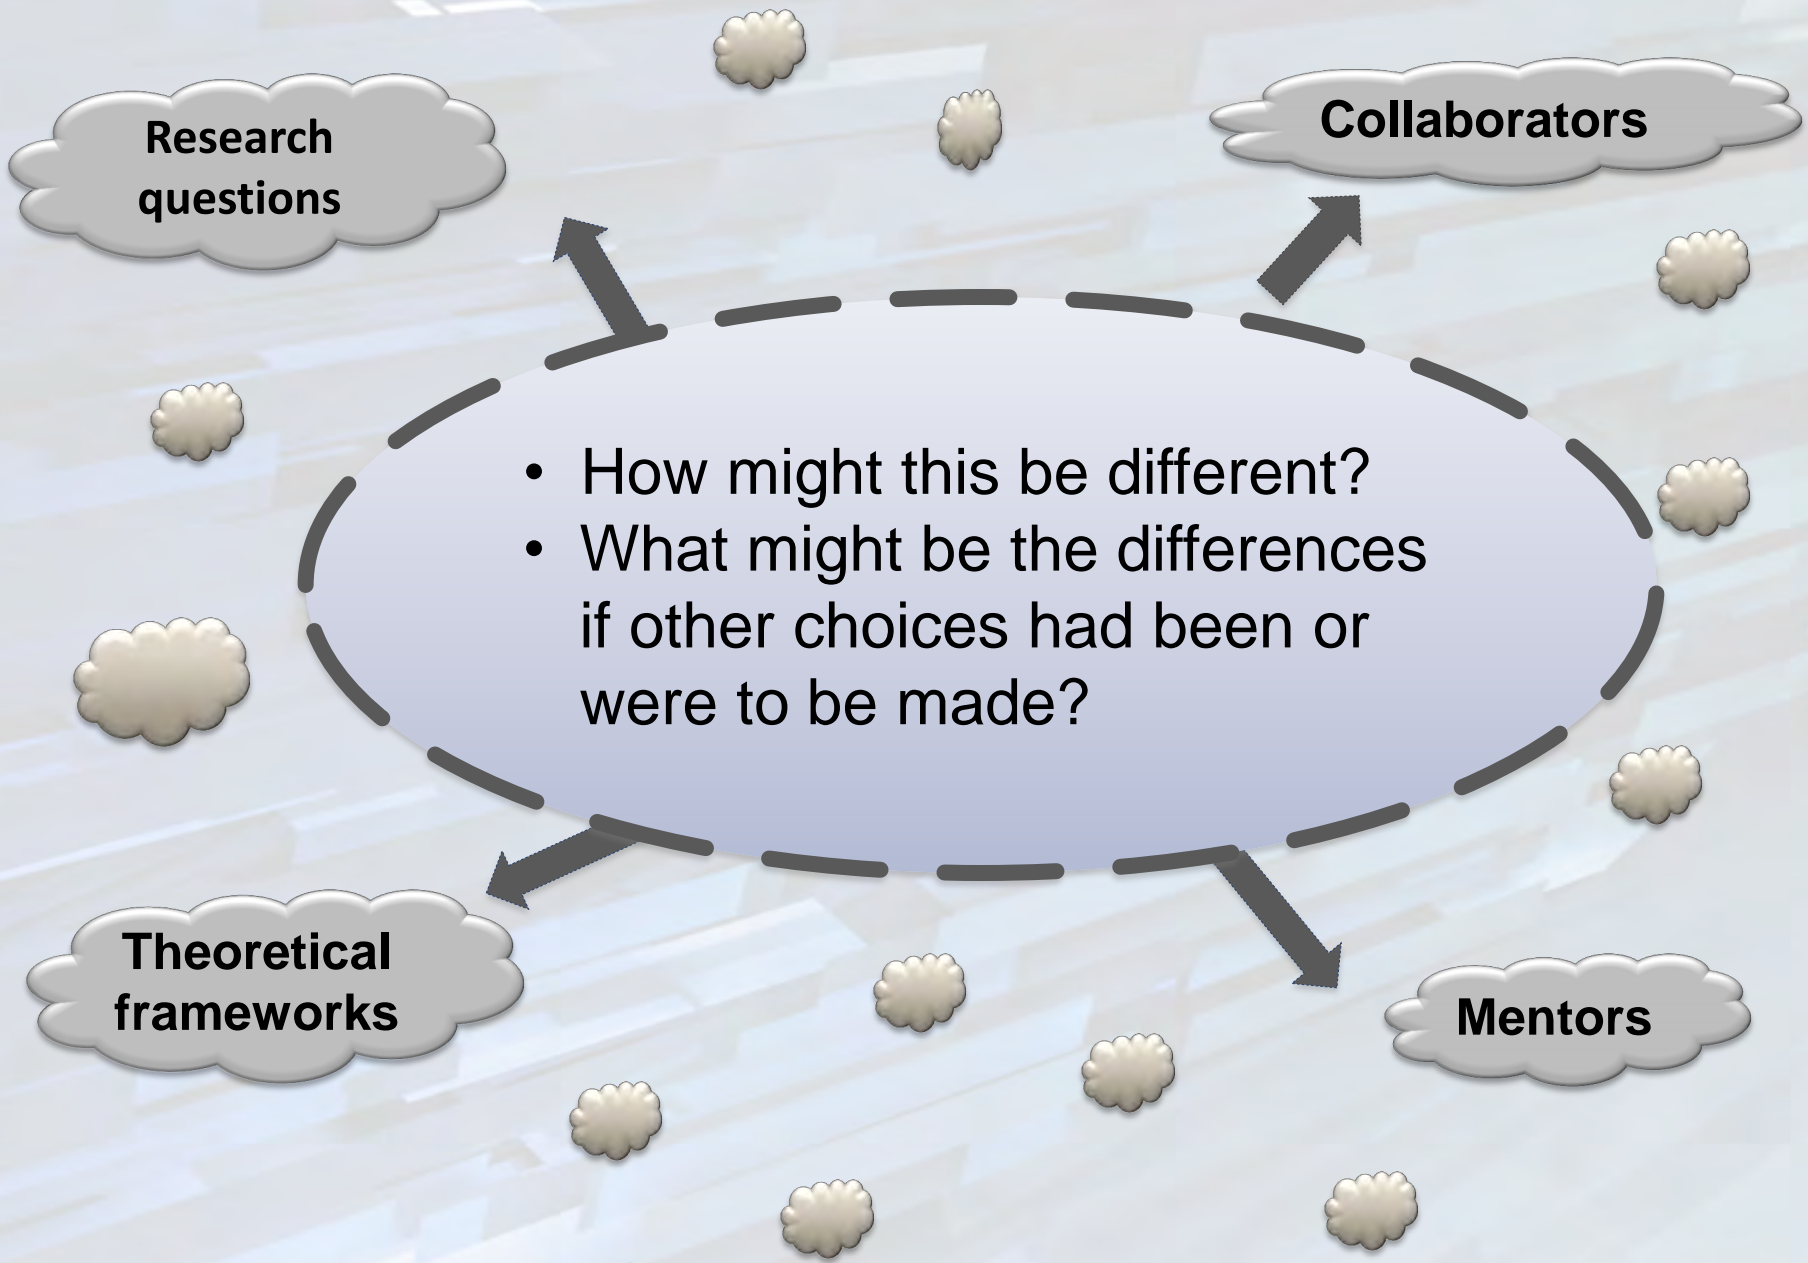 Research
questions
Collaborators
• How might this be different?
• What might be the differences
if other choices had been or
were to be made?
Theoretical
frameworks
Mentors